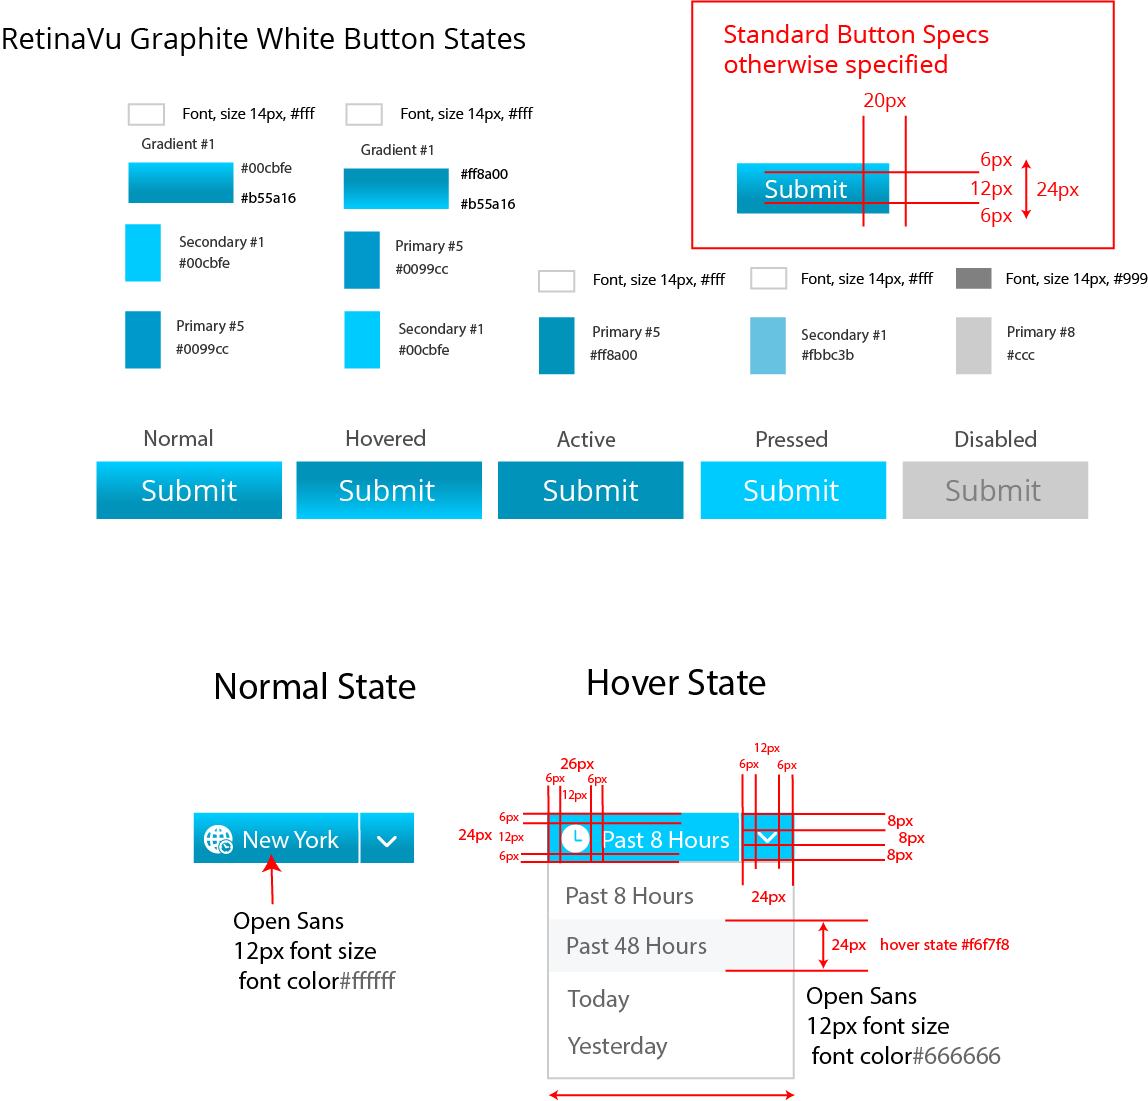 RetinaVu Graphite White Button States
Standard Button Specs
otherwise specified
20px
6px
12px
6px
24px
Submit
Font, size 14px, #fff
Gradient #1
#00cbfe
#b55a16
Secondary #1
#00cbfe
Primary #5
#0099cc
Font, size 14px, #fff
Gradient #1
#ff8a00
#b55a16
Primary #5
#0099cc
Secondary #1
#00cbfe
Font, size 14px, #fff
Primary #5
#ff8a00
Font, size 14px, #fff
Secondary #1
#fbbc3b
Font, size 14px, #999
Primary #8
#ccc
Normal
Hovered
Active
Pressed
Disabled
Submit
Submit
Submit
Submit
Submit
Normal State
Hover State
New York
Open Sans
12px font size
font color#ffffff
26px
6px
6px
12px
12px
6px
6px
6px
24px
12px
6px
Past 8 Hours
8px
8px
8px
24px
Past 8 Hours
Past 48 Hours
Today
Yesterday
24px
hover state #f6f7f8
Open Sans
12px font size
font color#666666